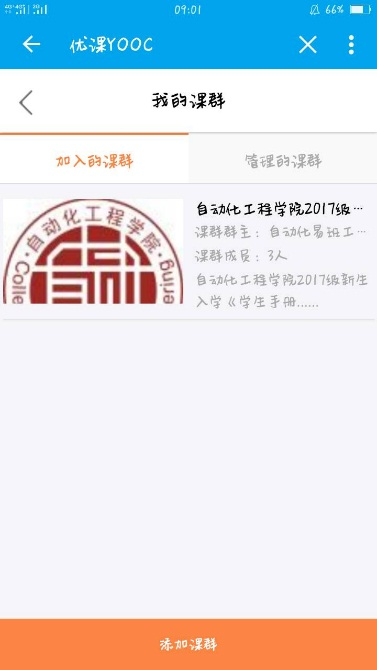 09:01
66%
优课YOOC
我的课群
加入的课群
管理的课群
自动化工程学院2017级…
课群群主：自动化暑班工…
课群成员：3人
自动化工程学院2017级新生
入学《学生手册......
·自动化工程学院·
Colle
ering
添加课群